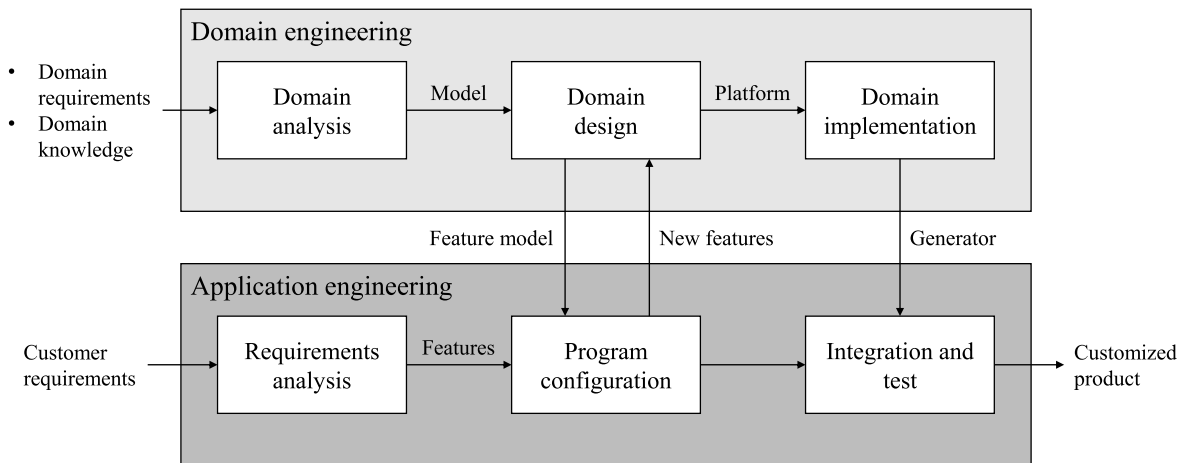 Domain engineering
• Domain
requirements
• Domain
knowledge
Domain
analysis
Model
Domain
design
Platform
Domain
implementation
Feature model
New features
Generator
Application engineering
Customer
requirements
Requirements
analysis
Features
Program
configuration
Integration and
test
Customized
product